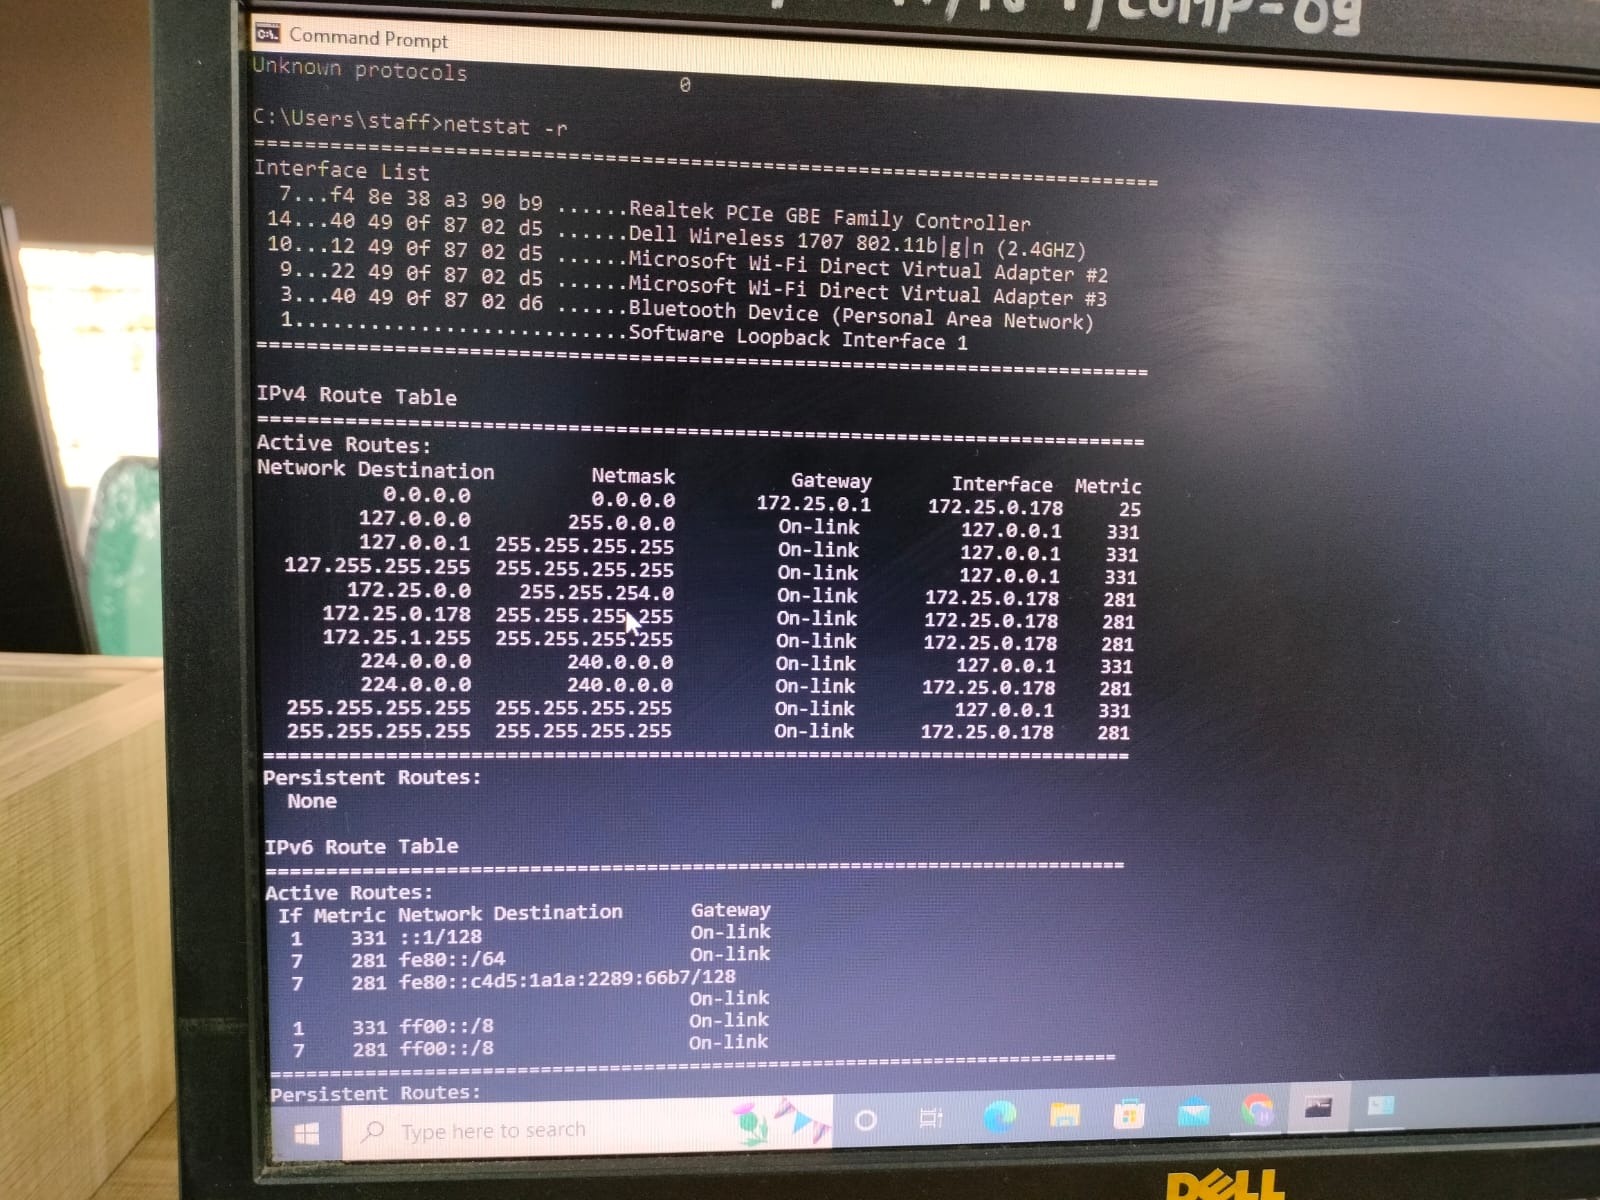 COMP-09
Command Prompt
Unknown protocols 0
C:\Users\staff>netstat -r
===========================================================================
Interface List
7...f4 8e 38 a3 90 b9 ......Realtek PCIe GBE Family Controller
14...40 49 0f 87 02 d5 ......Dell Wireless 1707 802.11b|g|n (2.4GHZ)
10...12 49 0f 87 02 d5 ......Microsoft Wi-Fi Direct Virtual Adapter #2
9...22 49 0f 87 02 d5 ......Microsoft Wi-Fi Direct Virtual Adapter #3
3...40 49 0f 87 02 d6 ......Bluetooth Device (Personal Area Network)
1...........................Software Loopback Interface 1
===========================================================================
IPv4 Route Table
===========================================================================
Active Routes:
Network Destination Netmask Gateway Interface Metric
0.0.0.0 0.0.0.0 172.25.0.1 172.25.0.178 25
127.0.0.0 255.0.0.0 On-link 127.0.0.1 331
127.0.0.1 255.255.255.255 On-link 127.0.0.1 331
127.255.255.255 255.255.255.255 On-link 127.0.0.1 331
172.25.0.0 255.255.254.0 On-link 172.25.0.178 281
172.25.0.178 255.255.255.255 On-link 172.25.0.178 281
172.25.1.255 255.255.255.255 On-link 172.25.0.178 281
224.0.0.0 240.0.0.0 On-link 127.0.0.1 331
224.0.0.0 240.0.0.0 On-link 172.25.0.178 281
255.255.255.255 255.255.255.255 On-link 127.0.0.1 331
255.255.255.255 255.255.255.255 On-link 172.25.0.178 281
===========================================================================
Persistent Routes:
None
IPv6 Route Table
===========================================================================
Active Routes:
If Metric Network Destination Gateway
1 331 ::1/128 On-link
7 281 fe80::/64 On-link
7 281 fe80::c4d5:1a1a:2289:66b7/128
On-link
1 331 ff00::/8 On-link
7 281 ff00::/8 On-link
===========================================================================
Persistent Routes:
Type here to search
DELL